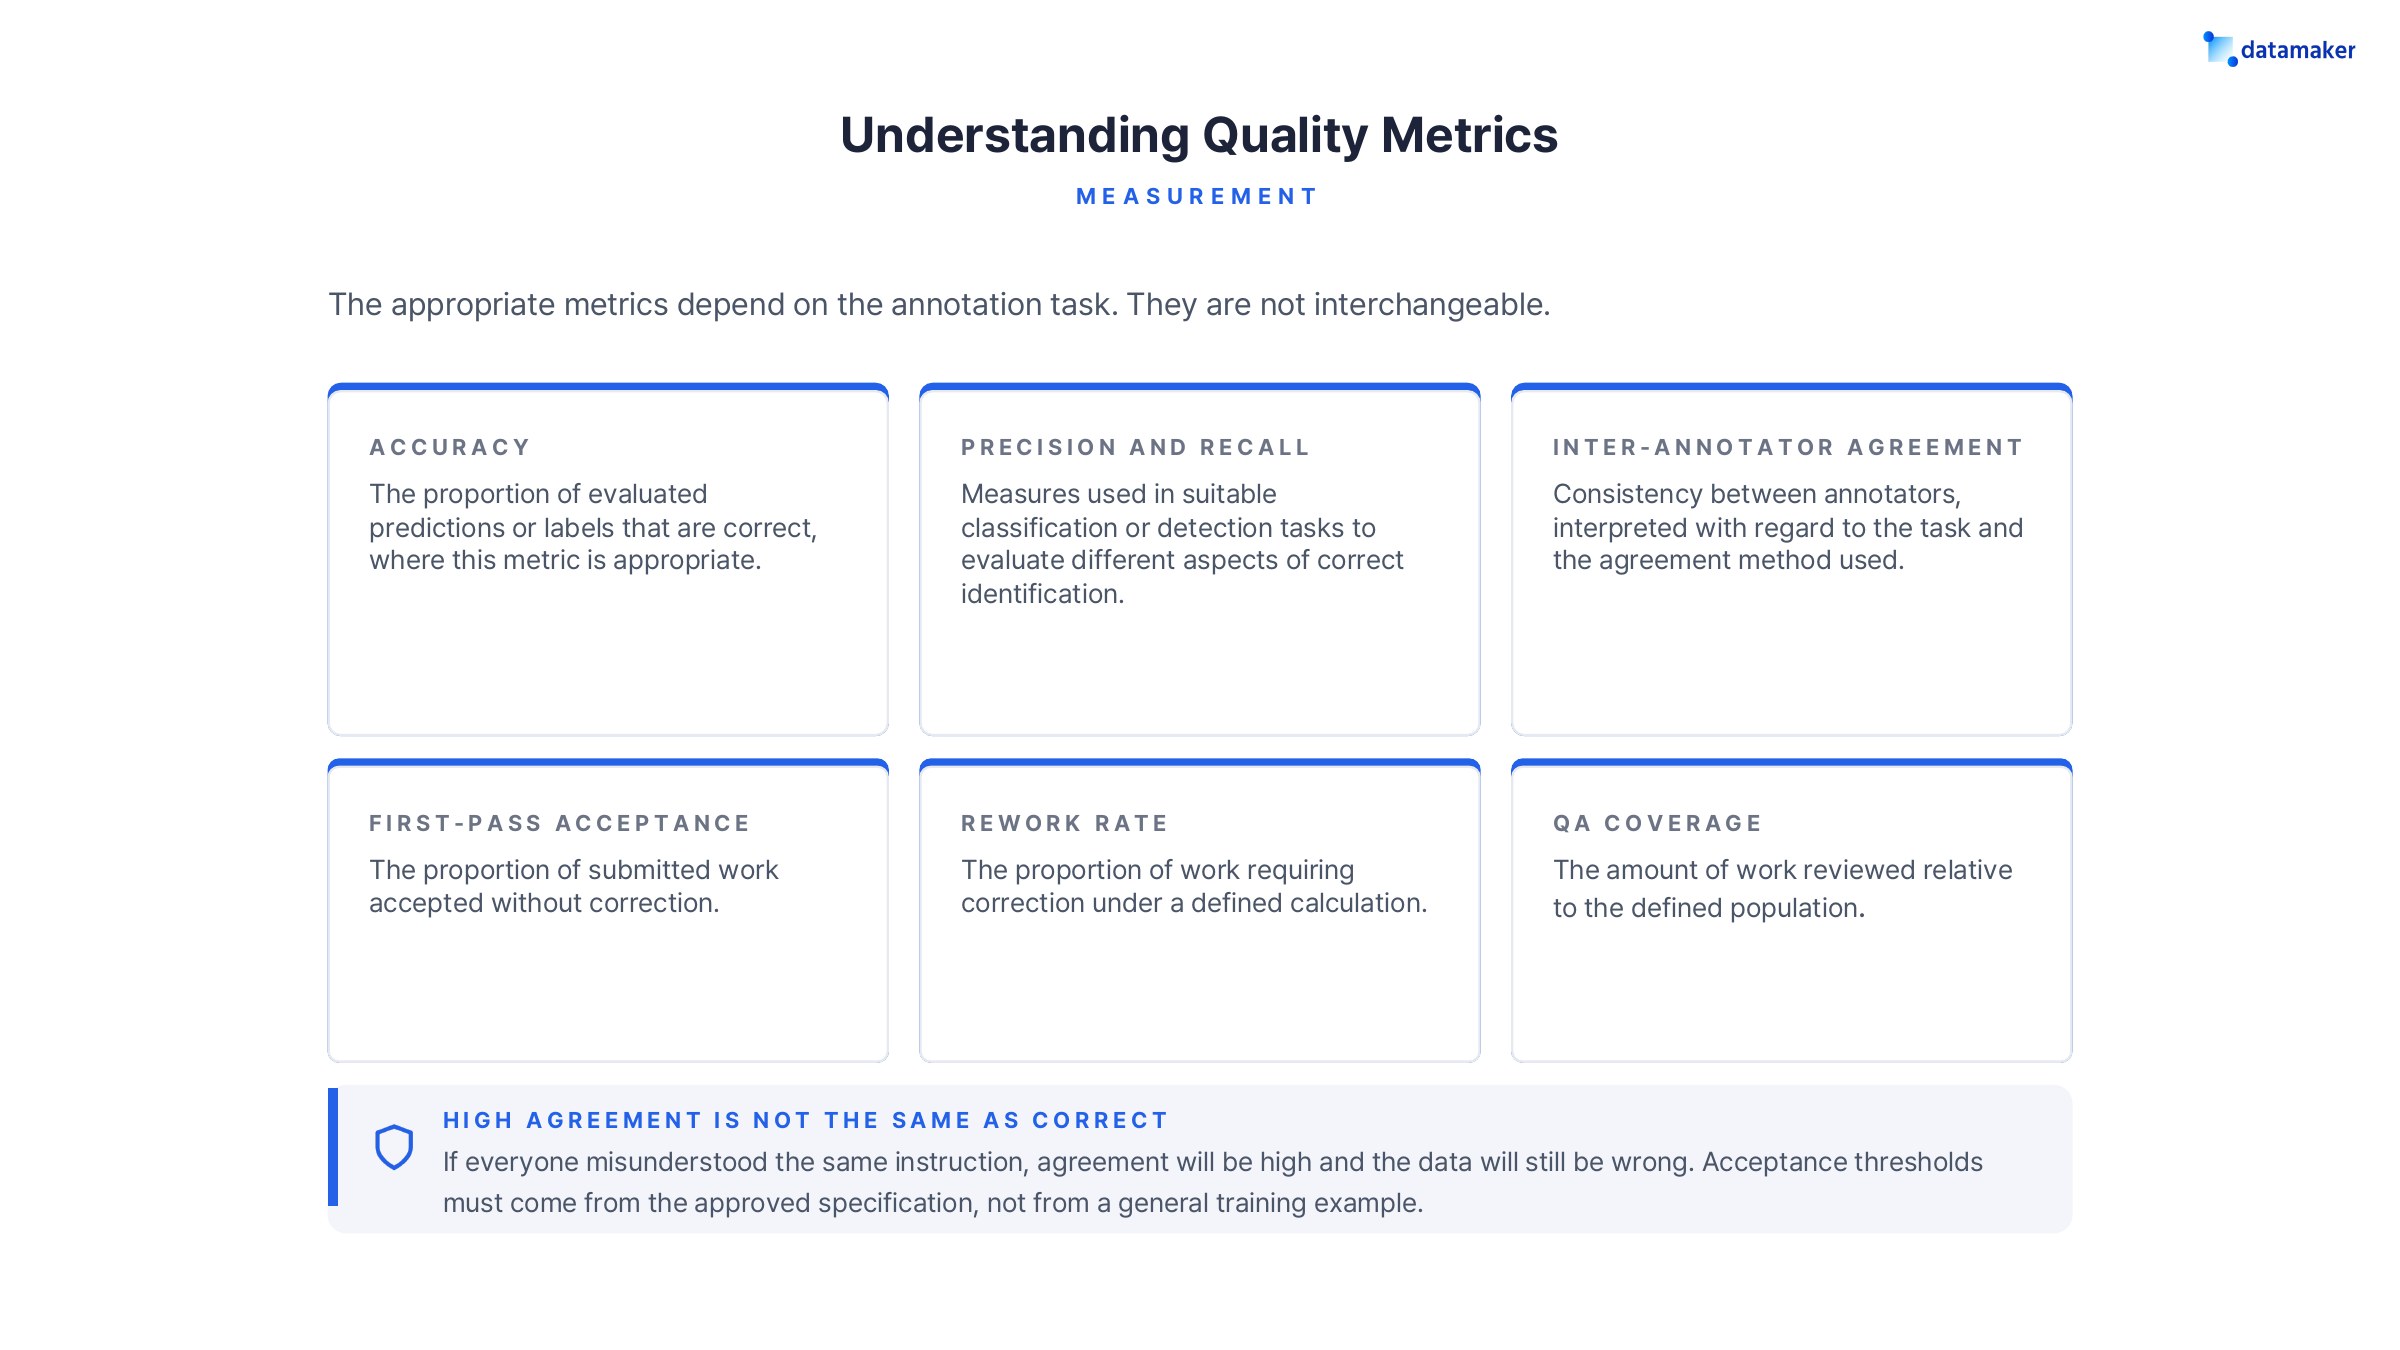 datamaker
Understanding Quality Metrics
MEASUREMENT
The appropriate metrics depend on the annotation task. They are not interchangeable.
ACCURACY
The proportion of evaluated
predictions or labels that are correct,
where this metric is appropriate.
PRECISION AND RECALL
Measures used in suitable
classification or detection tasks to
evaluate different aspects of correct
identification.
INTER-ANNOTATOR AGREEMENT
Consistency between annotators,
interpreted with regard to the task and
the agreement method used.
FIRST-PASS ACCEPTANCE
The proportion of submitted work
accepted without correction.
REWORK RATE
The proportion of work requiring
correction under a defined calculation.
QA COVERAGE
The amount of work reviewed relative
to the defined population.
HIGH AGREEMENT IS NOT THE SAME AS CORRECT
If everyone misunderstood the same instruction, agreement will be high and the data will still be wrong. Acceptance thresholds
must come from the approved specification, not from a general training example.